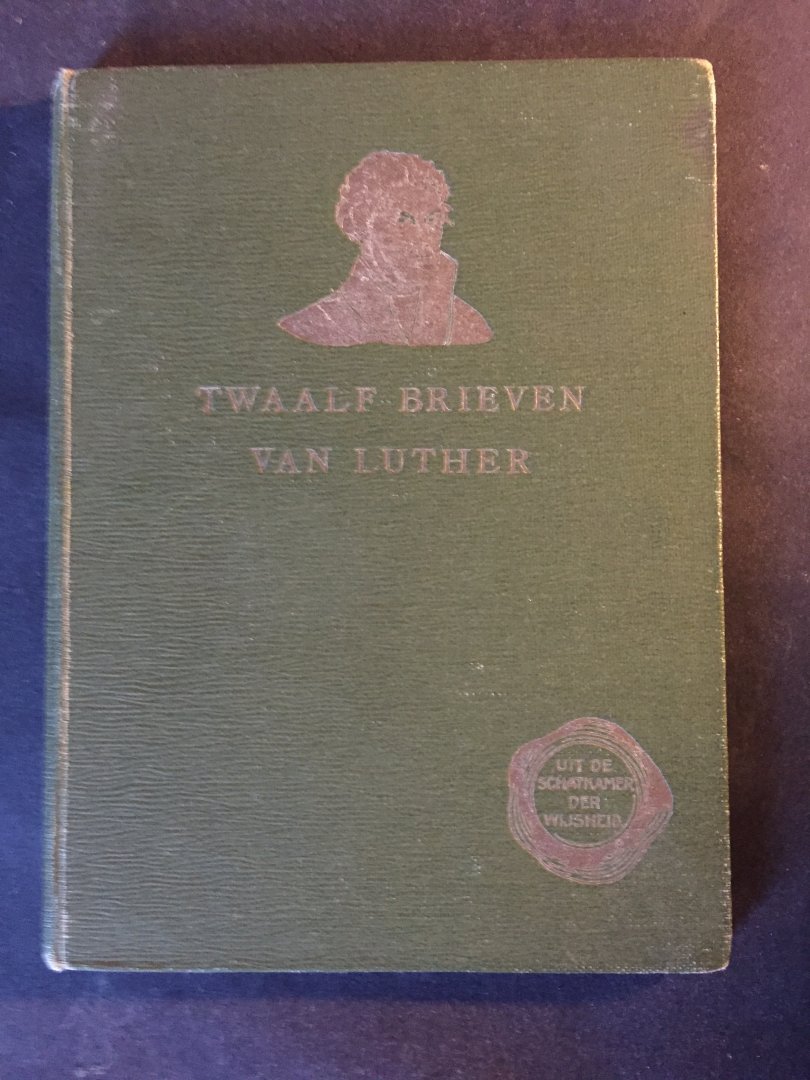 TWAALF BRIEVEN
VAN LUTHER
UIT DE
SCHATKAMER
DER
WIJSHEID